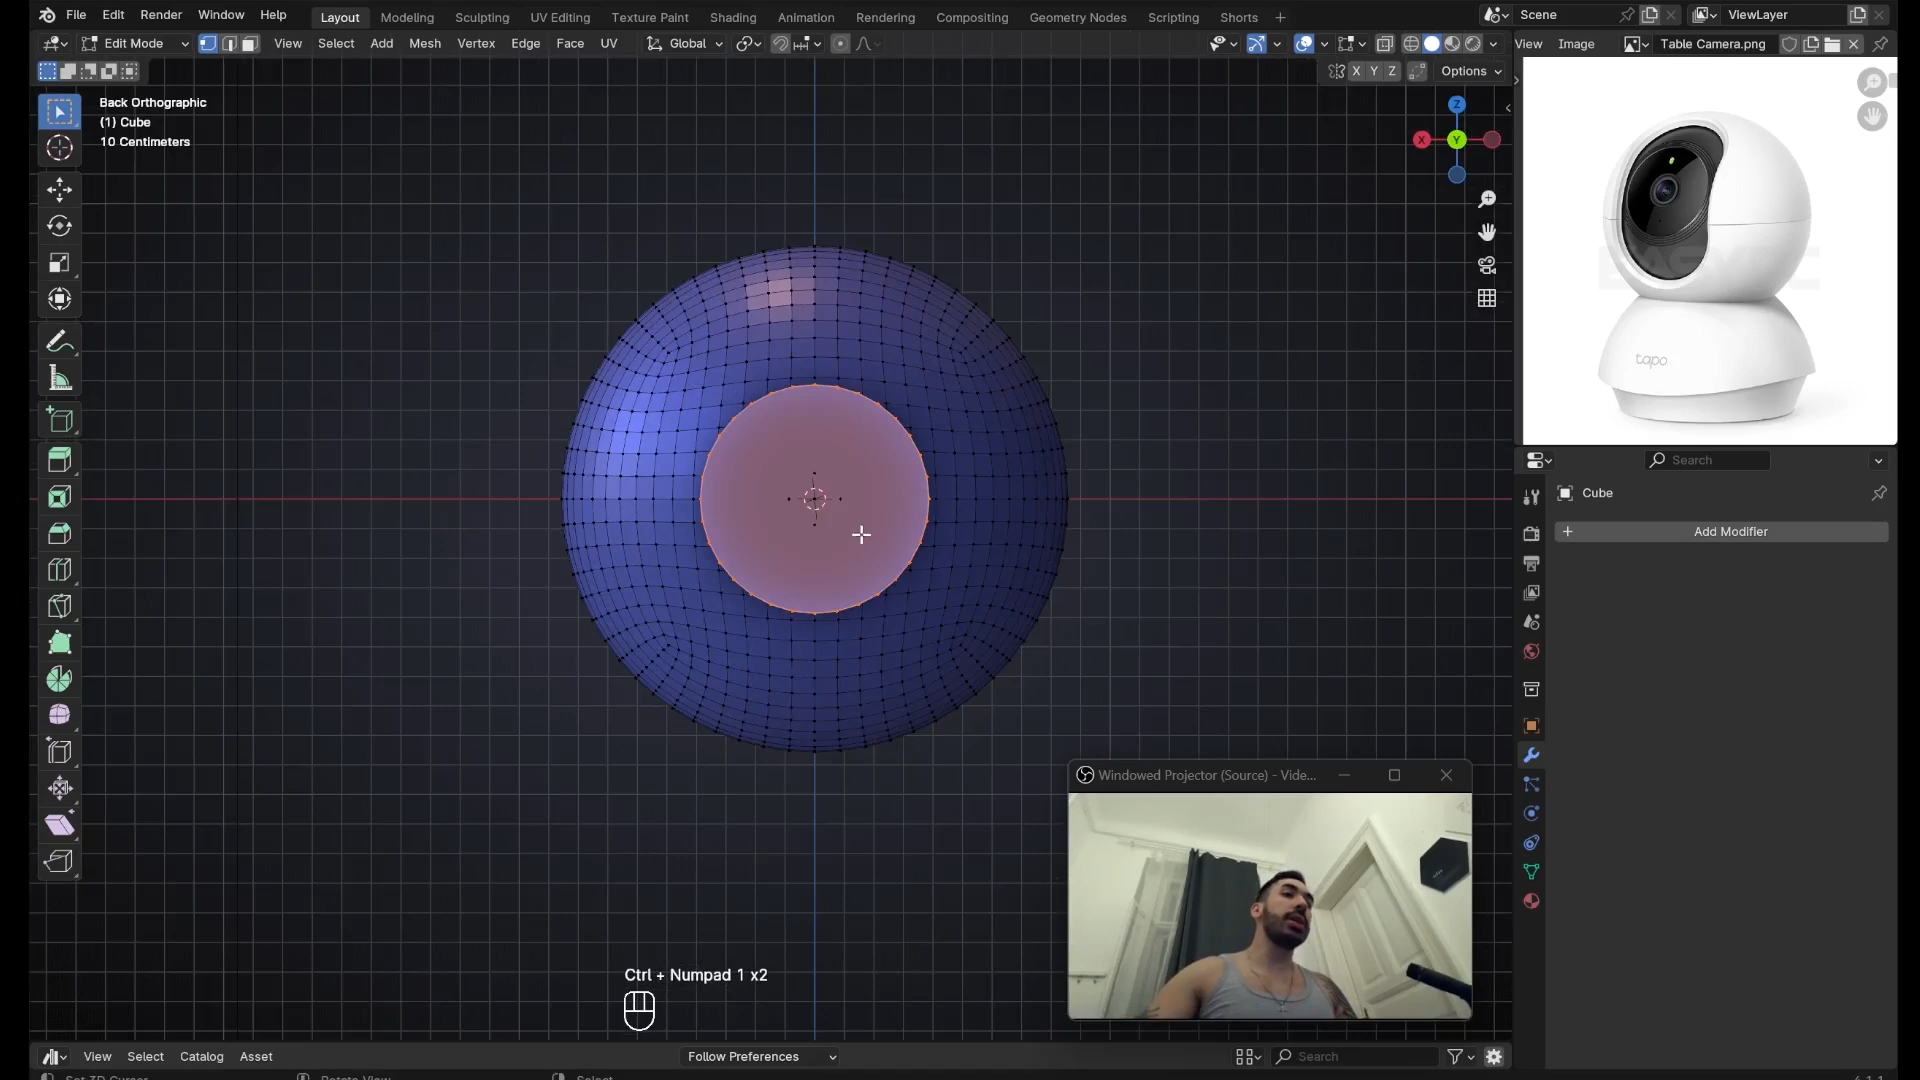 File Edit Render Window Help Layout Modeling Sculpting UV Editing Texture Paint Shading Animation Rendering Compositing Geometry Nodes Scripting Shorts + Scene ViewLayer
Edit Mode View Select Add Mesh Vertex Edge Face UV Global View Image Table Camera.png
X Y Z Options
Back Orthographic
(1) Cube
10 Centimeters
Z
X Y
tapo
Search
Cube
+ Add Modifier
Windowed Projector (Source) - Vide...
Ctrl + Numpad 1 x2
View Select Catalog Asset Follow Preferences Search